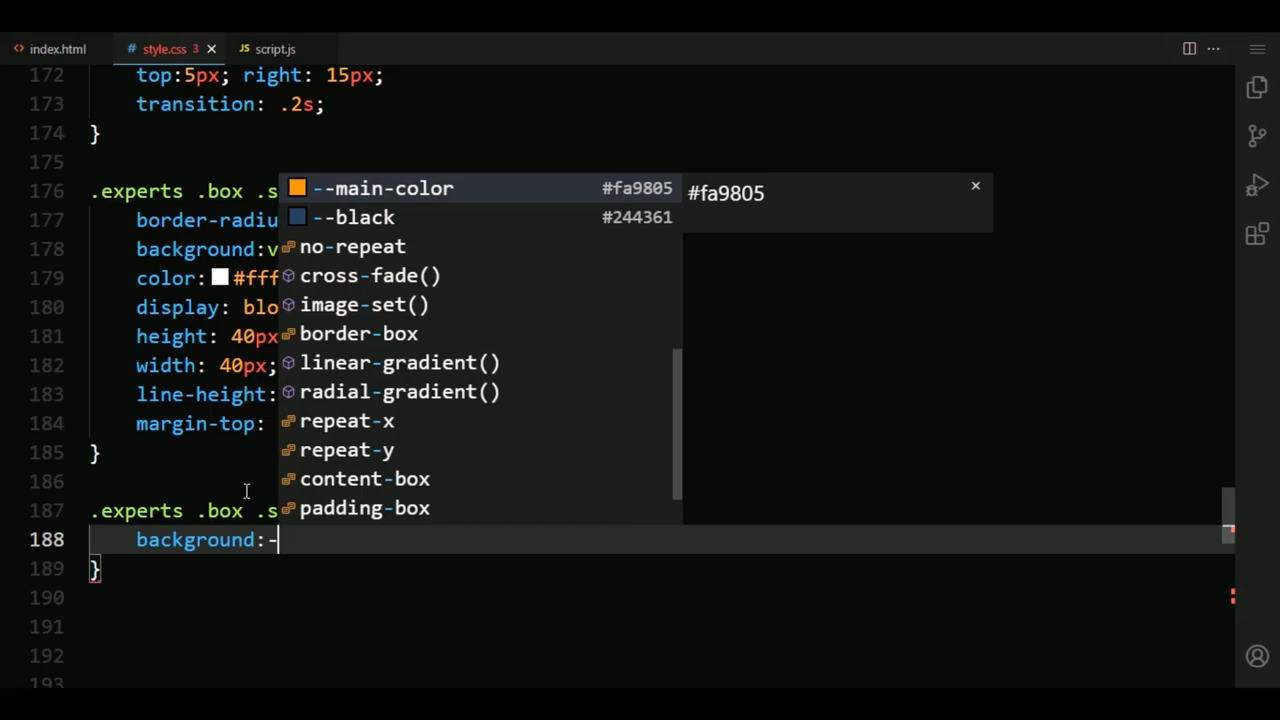 index.html
# style.css 3
JS script.js
172 top:5px; right: 15px;
173 transition: .2s;
174 }
175
176 .experts .box .s
177 border-radiu
178 background:v
179 color: #fff
180 display: blo
181 height: 40px
182 width: 40px;
183 line-height:
184 margin-top:
185 }
186
187 .experts .box .s
188 background:-
189 }
190
191
192
193
--main-color #fa9805
--black #244361
no-repeat
cross-fade()
image-set()
border-box
linear-gradient()
radial-gradient()
repeat-x
repeat-y
content-box
padding-box
#fa9805